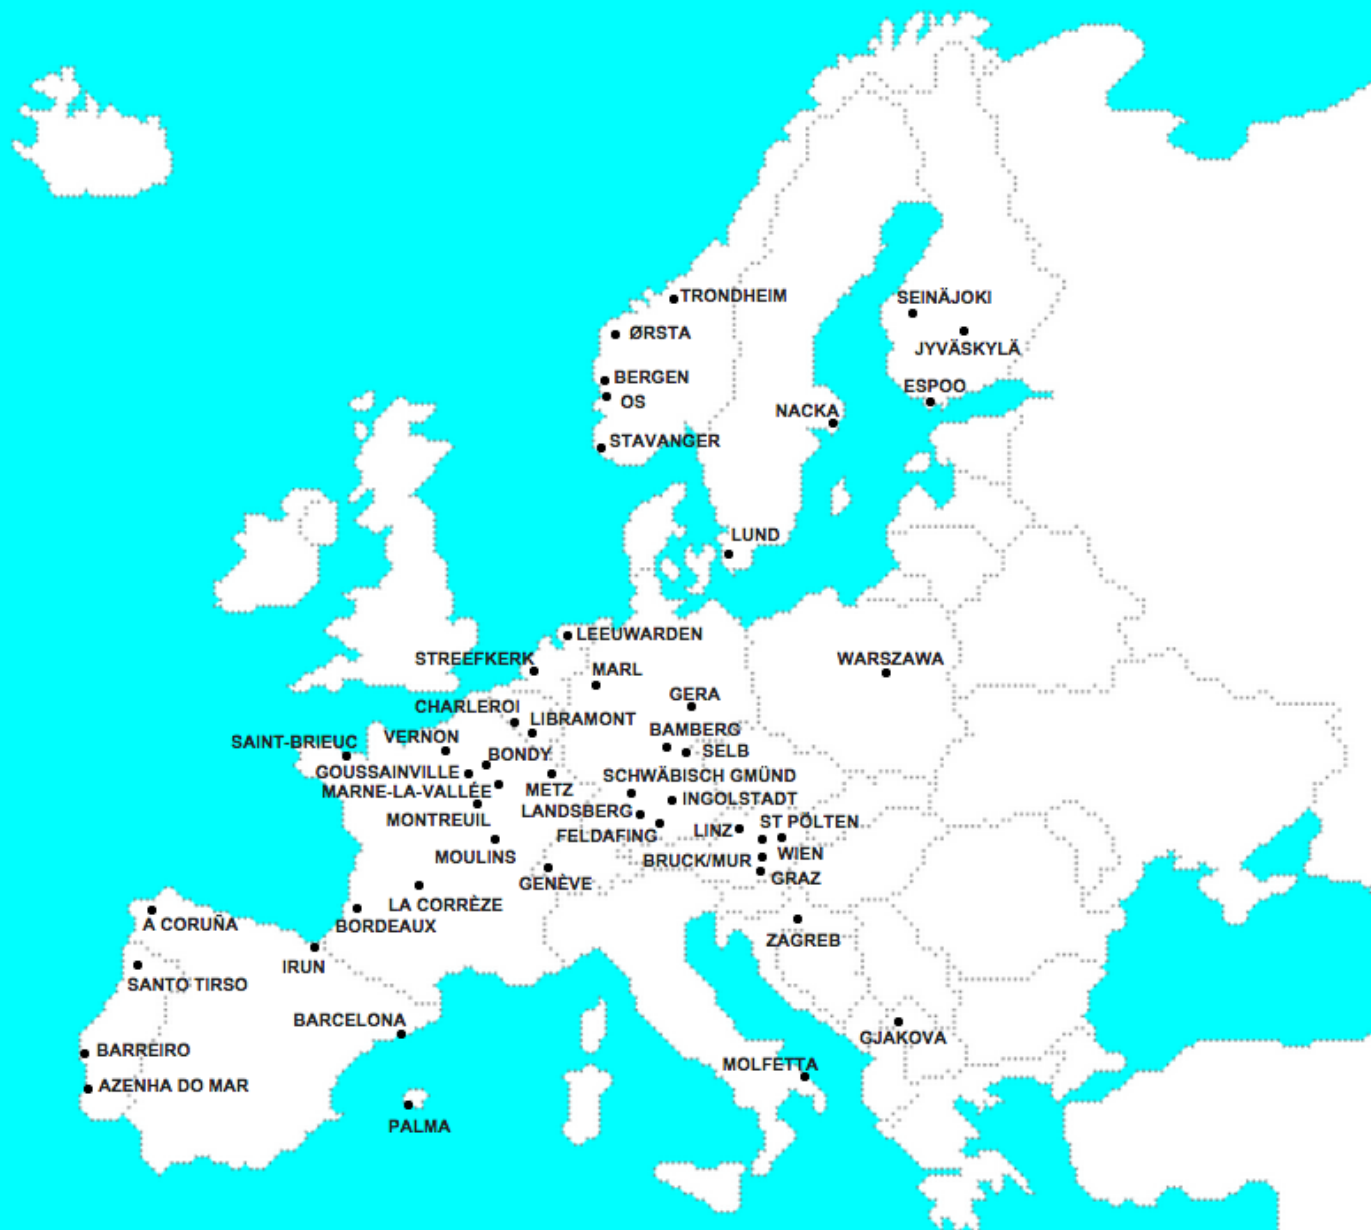 TRONDHEIM
SEINÄJOKI
ØRSTA
JYVÄSKYLÄ
BERGEN
ESPOO
OS
NACKA
STAVANGER
LUND
LEEUWARDEN
STREEFKERK
WARSZAWA
MARL
GERA
CHARLEROI
LIBRAMONT
BAMBERG
VERNON
SAINT-BRIEUC
SELB
BONDY
GOUSSAINVILLE
SCHWÄBISCH GMÜND
MARNE-LA-VALLÉE
METZ
INGOLSTADT
LANDSBERG
MONTREUIL
ST PÖLTEN
LINZ
FELDAFING
WIEN
MOULINS
BRUCK/MUR
GRAZ
GENÈVE
LA CORRÈZE
A CORUÑA
BORDEAUX
ZAGREB
IRUN
SANTO TIRSO
BARCELONA
GJAKOVA
BARREIRO
MOLFETTA
AZENHA DO MAR
PALMA